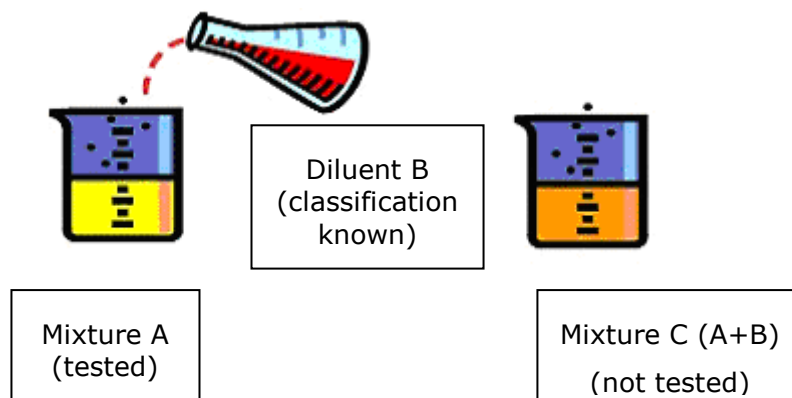 Diluent B
(classification
known)
Mixture A
(tested)
Mixture C (A+B)
(not tested)